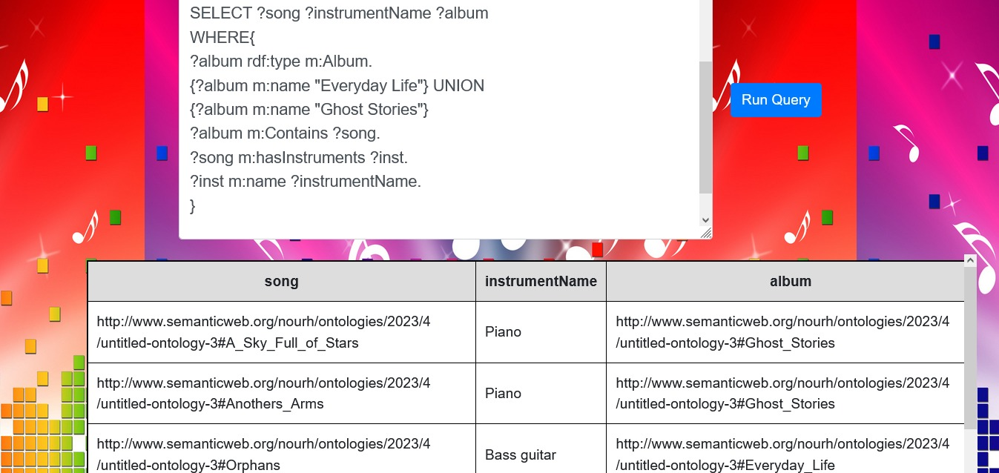 SELECT ?song ?instrumentName ?album
WHERE{
?album rdf:type m:Album.
{?album m:name "Everyday Life"} UNION
{?album m:name "Ghost Stories"}
?album m:Contains ?song.
?song m:hasInstruments ?inst.
?inst m:name ?instrumentName.
}
Run Query
song instrumentName album
http://www.semanticweb.org/nourh/ontologies/2023/4
/untitled-ontology-3#A_Sky_Full_of_Stars
Piano
http://www.semanticweb.org/nourh/ontologies/2023/4
/untitled-ontology-3#Ghost_Stories
http://www.semanticweb.org/nourh/ontologies/2023/4
/untitled-ontology-3#Anothers_Arms
Piano
http://www.semanticweb.org/nourh/ontologies/2023/4
/untitled-ontology-3#Ghost_Stories
http://www.semanticweb.org/nourh/ontologies/2023/4
/untitled-ontology-3#Orphans
Bass guitar
http://www.semanticweb.org/nourh/ontologies/2023/4
/untitled-ontology-3#Everyday_Life